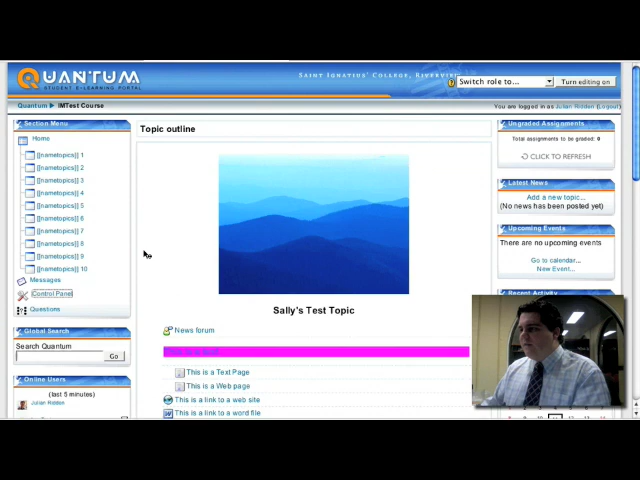 QUANTUM
STUDENT E-LEARNING PORTAL
SAINT IGNATIUS' COLLEGE, RIVERVIEW
Switch role to...
Turn editing on
Quantum ► IMTest Course
You are logged in as Julian Ridden (Logout)
Section Menu
Home
[[nametopics]] 1
[[nametopics]] 2
[[nametopics]] 3
[[nametopics]] 4
[[nametopics]] 5
[[nametopics]] 6
[[nametopics]] 7
[[nametopics]] 8
[[nametopics]] 9
[[nametopics]] 10
Messages
Control Panel
Questions
Global Search
Search Quantum
Go
Online Users
(last 5 minutes)
Julian Ridden
Topic outline
Sally's Test Topic
News forum
This is a Text Page
This is a Web page
This is a link to a web site
This is a link to a word file
Ungraded Assignments
Total assignments to be graded: 0
CLICK TO REFRESH
Latest News
Add a new topic...
(No news has been posted yet)
Upcoming Events
There are no upcoming events
Go to calendar...
New Event...
Recent Activity